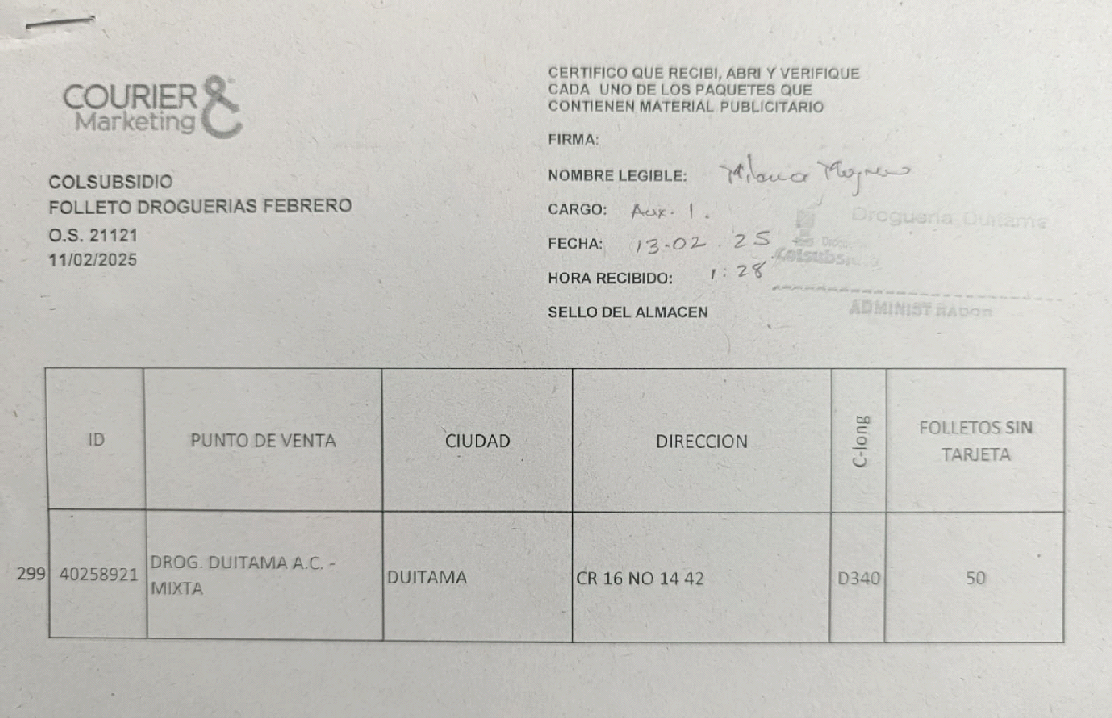 COURIER &
Marketing
COLSUBSIDIO
FOLLETO DROGUERIAS FEBRERO
O.S. 21121
11/02/2025
CERTIFICO QUE RECIBI, ABRI Y VERIFIQUE
CADA UNO DE LOS PAQUETES QUE
CONTIENEN MATERIAL PUBLICITARIO
FIRMA:
NOMBRE LEGIBLE:
CARGO: Aux. 1.
FECHA: 13-02.25
HORA RECIBIDO: 1:28
SELLO DEL ALMACEN
Drogueria Duitama
Colsubsidio
ADMINISTRADOR
ID PUNTO DE VENTA CIUDAD DIRECCION C-long FOLLETOS SIN
TARJETA
299 40258921 DROG. DUITAMA A.C. - DUITAMA CR 16 NO 14 42 D340 50
MIXTA